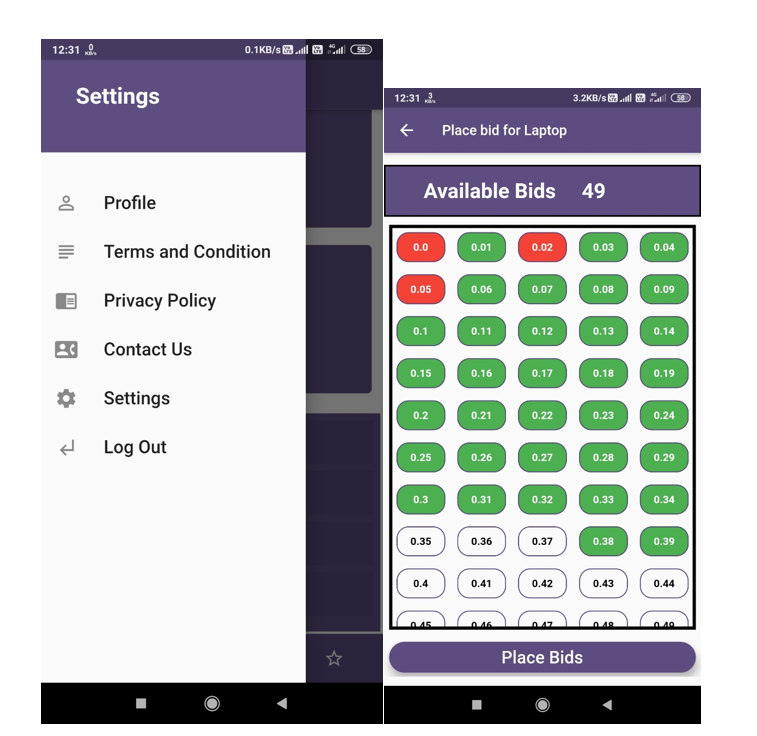 12:31 0 KB/s 0.1KB/s 4G 58
Settings
Profile
Terms and Condition
Privacy Policy
Contact Us
Settings
Log Out
12:31 3 KB/s 3.2KB/s 4G 58
Place bid for Laptop
Available Bids 49
0.0 0.01 0.02 0.03 0.04
0.05 0.06 0.07 0.08 0.09
0.1 0.11 0.12 0.13 0.14
0.15 0.16 0.17 0.18 0.19
0.2 0.21 0.22 0.23 0.24
0.25 0.26 0.27 0.28 0.29
0.3 0.31 0.32 0.33 0.34
0.35 0.36 0.37 0.38 0.39
0.4 0.41 0.42 0.43 0.44
0.45 0.46 0.47 0.48 0.49
Place Bids